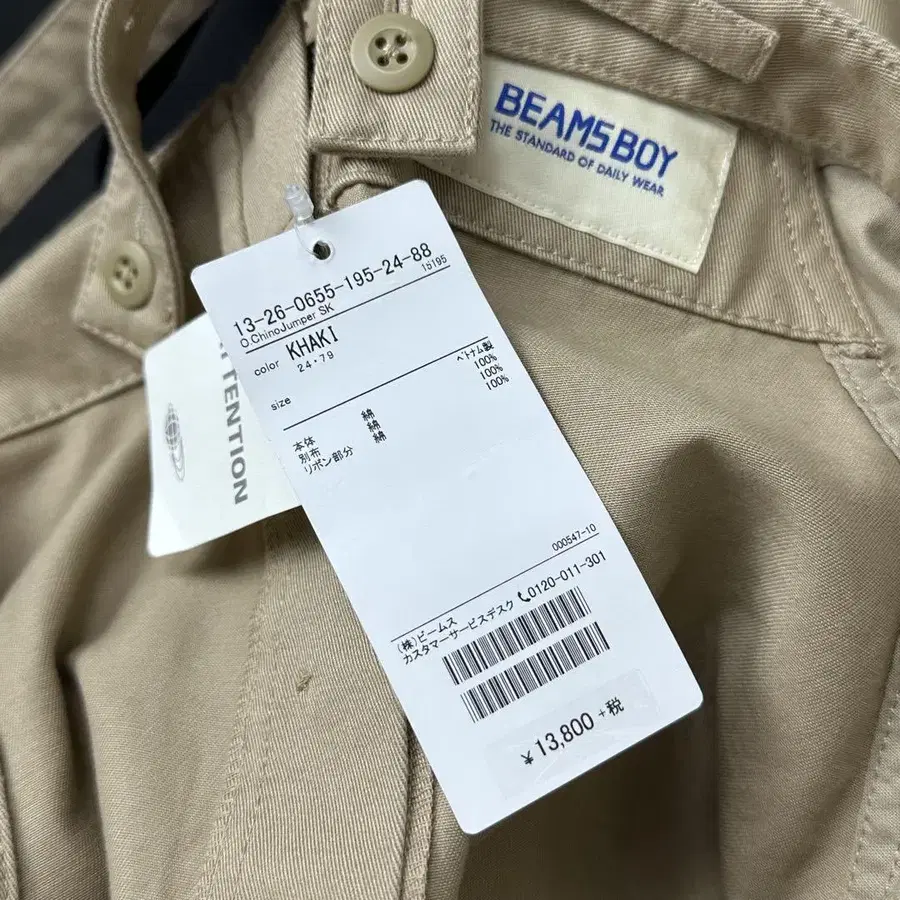 BEAMS BOY
THE STANDARD OF DAILY WEAR
13-26-0655-195-24-88
O.ChinoJumper SK
15195
color KHAKI
24・79
size
ベトナム製
本体 綿 100%
別布 綿 100%
リボン部分 綿 100%
000547-10
(株)ビームス
カスタマーサービスデスク 0120-011-301
¥13,800 +税
TTENTION